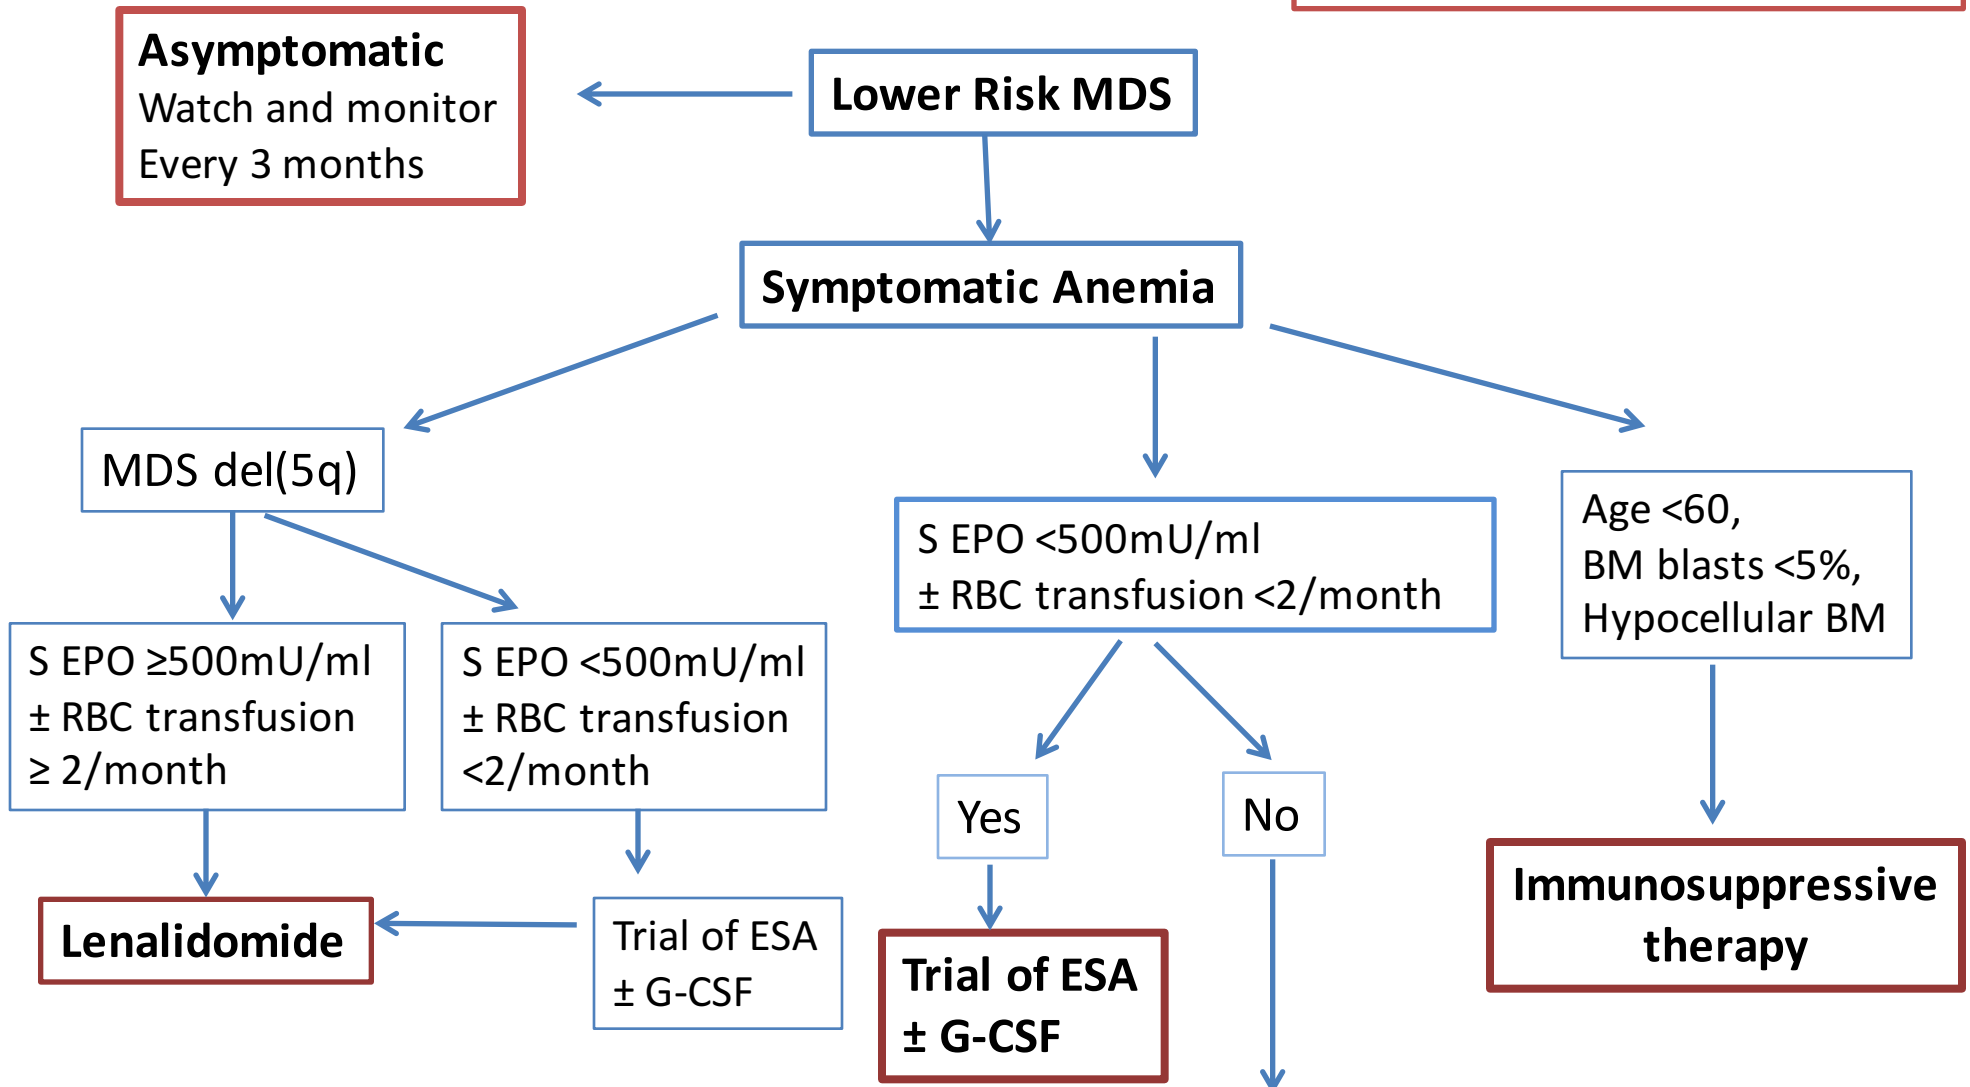 Asymptomatic
Watch and monitor
Every 3 months
Lower Risk MDS
Symptomatic Anemia
MDS del(5q)
S EPO ≥500mU/ml
± RBC transfusion
≥ 2/month
S EPO <500mU/ml
± RBC transfusion
<2/month
Lenalidomide
Trial of ESA
± G-CSF
S EPO <500mU/ml
± RBC transfusion <2/month
Yes
No
Trial of ESA
± G-CSF
Age <60,
BM blasts <5%,
Hypocellular BM
Immunosuppressive
therapy